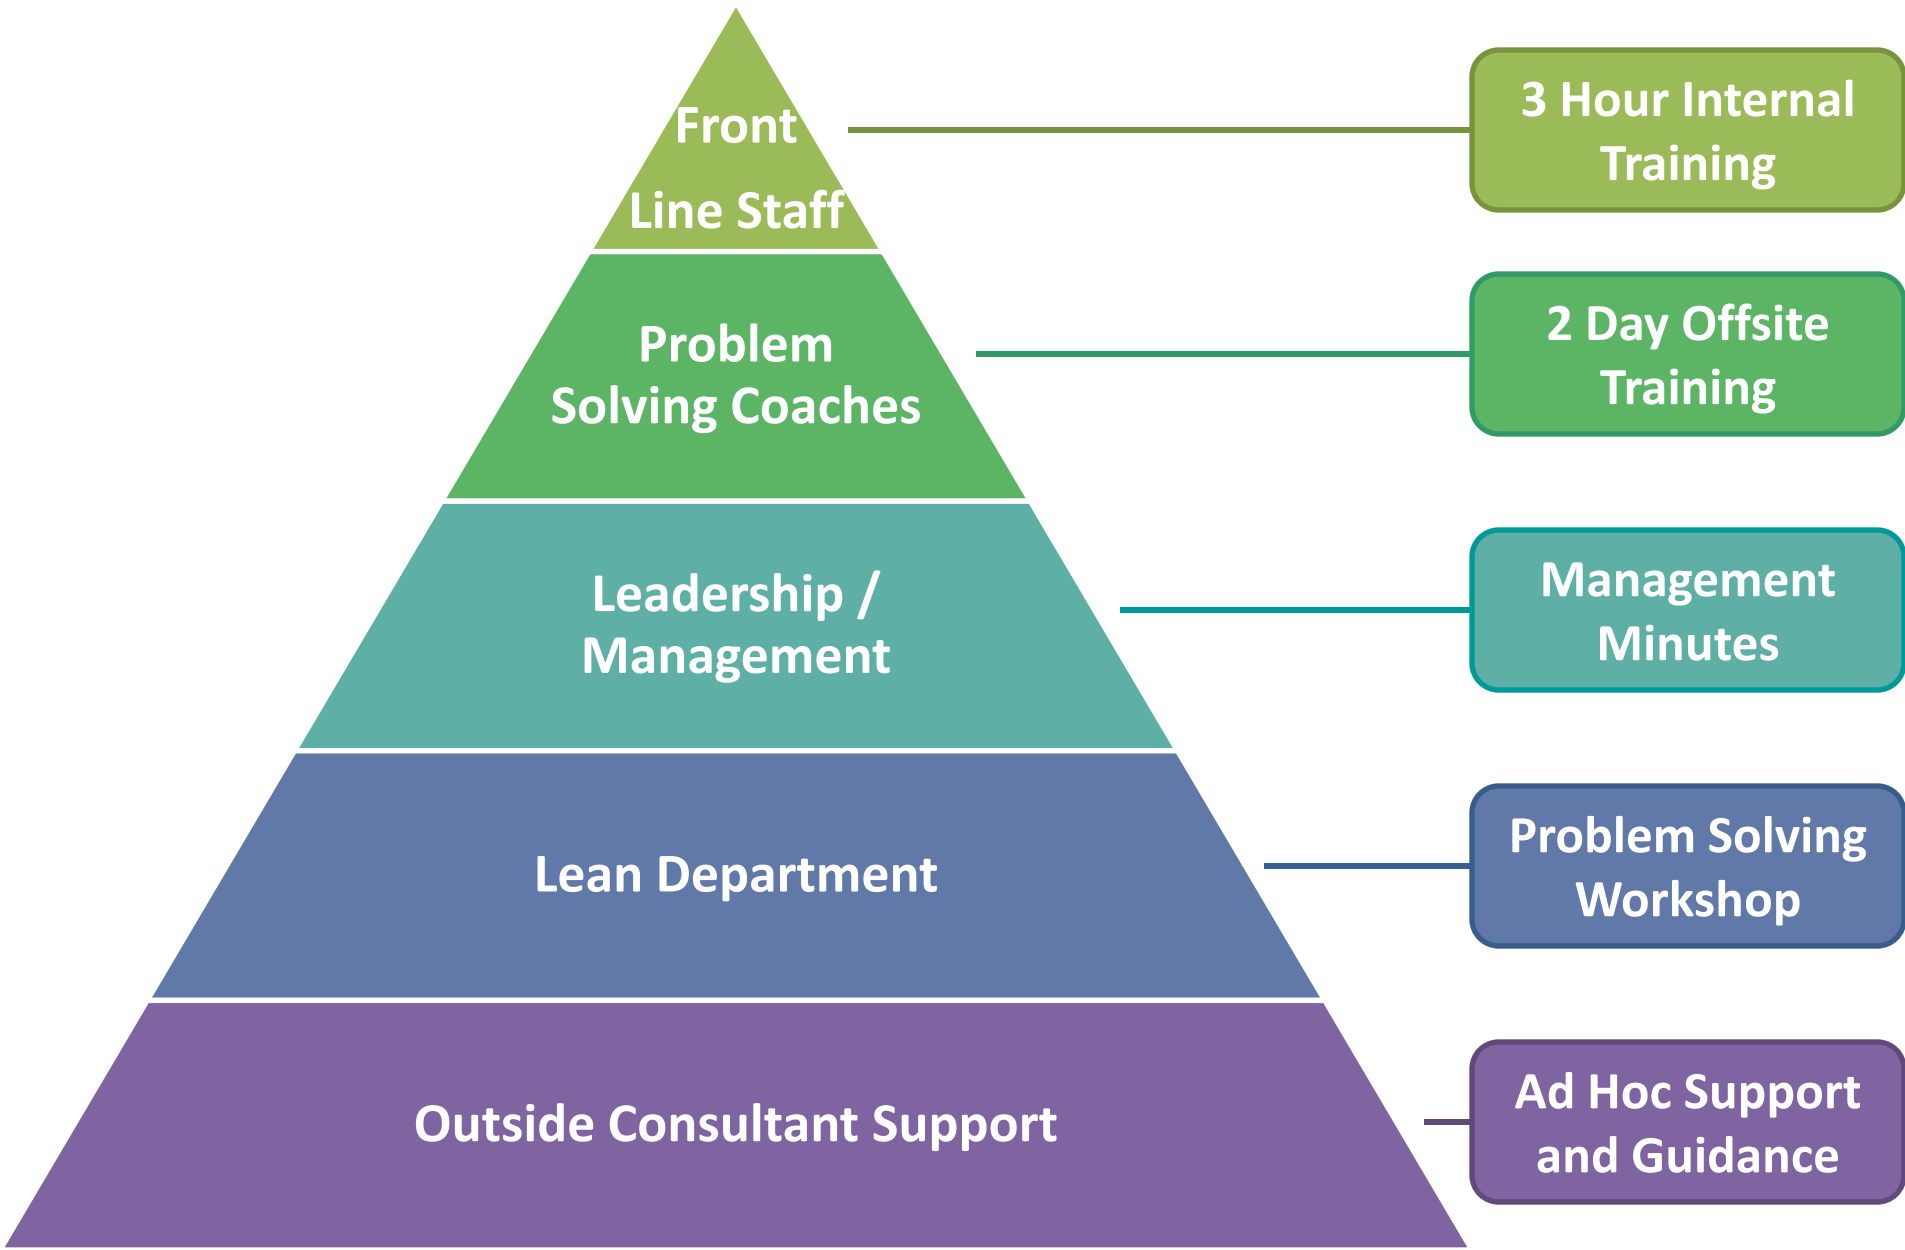 Front
Line Staff
3 Hour Internal
Training
Problem
Solving Coaches
2 Day Offsite
Training
Leadership /
Management
Management
Minutes
Lean Department
Problem Solving
Workshop
Outside Consultant Support
Ad Hoc Support
and Guidance